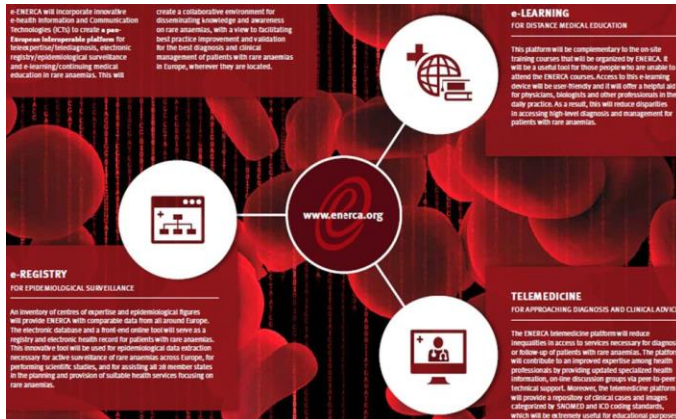 e-ENERCA will incorporate innovative
e-health Information and Communication
Technologies (ICTs) to create a pan-
European interoperable platform for
telexpertise/telediagnosis, electronic
registry/epidemiological surveillance
and e-learning/continuing medical
education in rare anaemias. This will
create a collaborative environment for
disseminating knowledge and awareness
on rare anaemias, with a view to facilitating
best practice improvement and validation
for the best diagnosis and clinical
management of patients with rare anaemias
in Europe, wherever they are located.
e-LEARNING
FOR DISTANCE MEDICAL EDUCATION
This platform will be complementary to the on-site
training courses that will be organized by ENERCA. It
will be a useful tool for those people who are unable to
attend the ENERCA courses. Access to this e-learning
device will be user-friendly and it will offer a helpful aid
for physicians, biologists and other professionals in the
daily practice. As a result, this will reduce disparities
in accessing high-level diagnosis and management for
patients with rare anaemias.
www.enerca.org
e-REGISTRY
FOR EPIDEMIOLOGICAL SURVEILLANCE
An inventory of centres of expertise and epidemiological figures
will provide ENERCA with comparable data from all around Europe.
The electronic database and a front-end online tool will serve as a
registry and electronic health record for patients with rare anaemias.
This innovative tool will be used for epidemiological data extraction
necessary for active surveillance of rare anaemias across Europe, for
performing scientific studies, and for assisting all 28 member states
in the planning and provision of suitable health services focusing on
rare anaemias.
TELEMEDICINE
FOR APPROACHING DIAGNOSIS AND CLINICAL ADVIC
The ENERCA telemedicine platform will reduce
inequalities in access to services necessary for diagnos
or follow-up of patients with rare anaemias. The platfor
will contribute to an improved expertise among health
professionals by providing updated specialized health
information, on-line discussion groups via peer-to-peer
technical support. Moreover, the telemedicine platform
will provide a repository of clinical cases and images
categorized by SNOMED and ICD coding standards,
which will be extremely useful for educational purposes